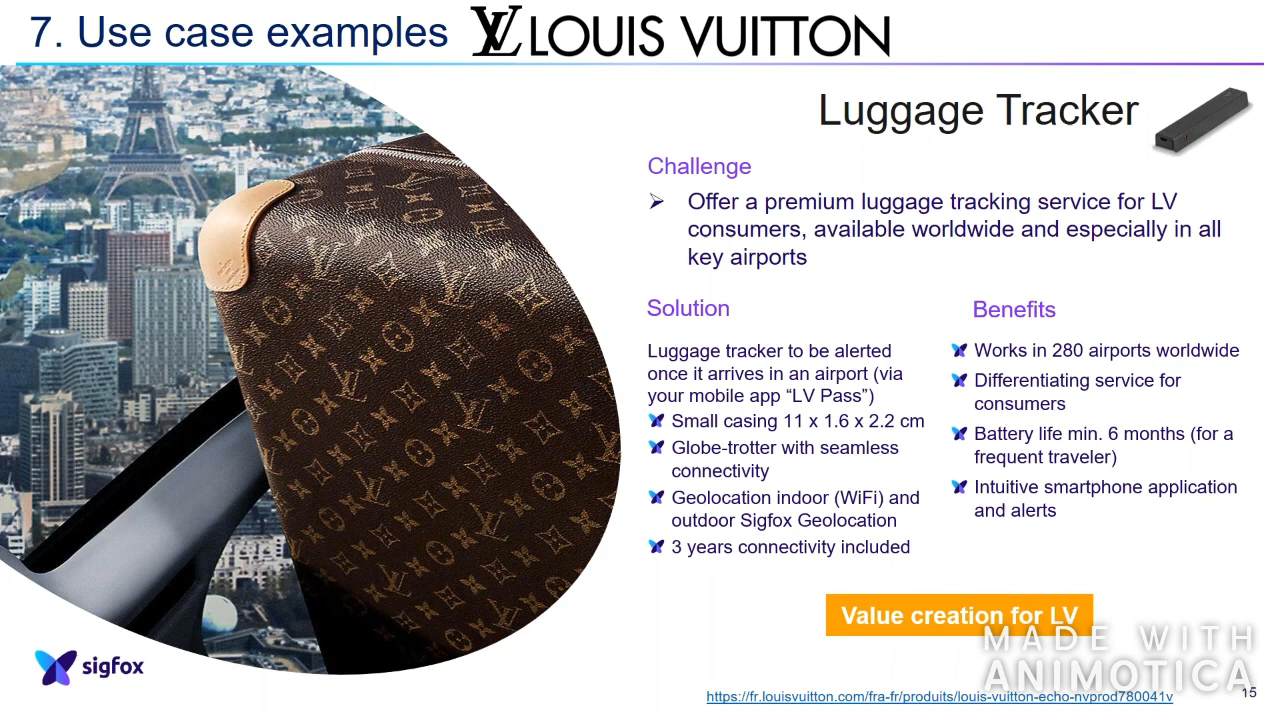 7. Use case examples
LOUIS VUITTON
Luggage Tracker
Challenge
➢ Offer a premium luggage tracking service for LV
consumers, available worldwide and especially in all
key airports
Solution
Luggage tracker to be alerted
once it arrives in an airport (via
your mobile app “LV Pass”)
Small casing 11 x 1.6 x 2.2 cm
Globe-trotter with seamless
connectivity
Geolocation indoor (WiFi) and
outdoor Sigfox Geolocation
3 years connectivity included
Benefits
Works in 280 airports worldwide
Differentiating service for
consumers
Battery life min. 6 months (for a
frequent traveler)
Intuitive smartphone application
and alerts
Value creation for LV
MADE WITH
ANIMOTICA
sigfox
https://fr.louisvuitton.com/fra-fr/produits/louis-vuitton-echo-nvprod780041v
15